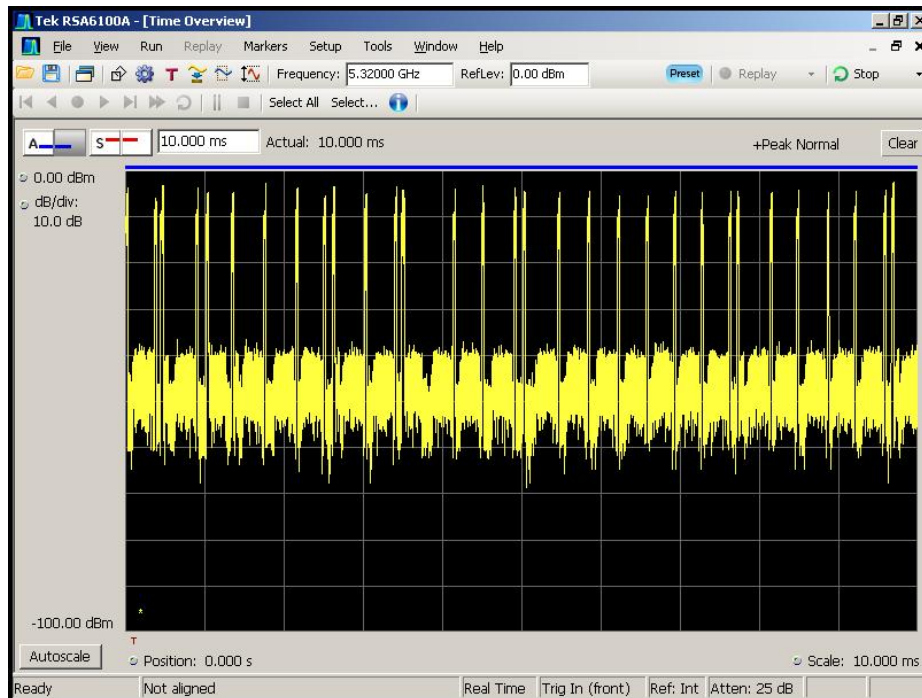 Tek RSA6100A - [Time Overview]
File View Run Replay Markers Setup Tools Window Help
T Frequency: 5.32000 GHz RefLev: 0.00 dBm Preset Replay Stop
Select All Select...
A S 10.000 ms Actual: 10.000 ms +Peak Normal Clear
0.00 dBm
dB/div:
10.0 dB
-100.00 dBm
T
Autoscale Position: 0.000 s Scale: 10.000 ms
Ready Not aligned Real Time Trig In (front) Ref: Int Atten: 25 dB